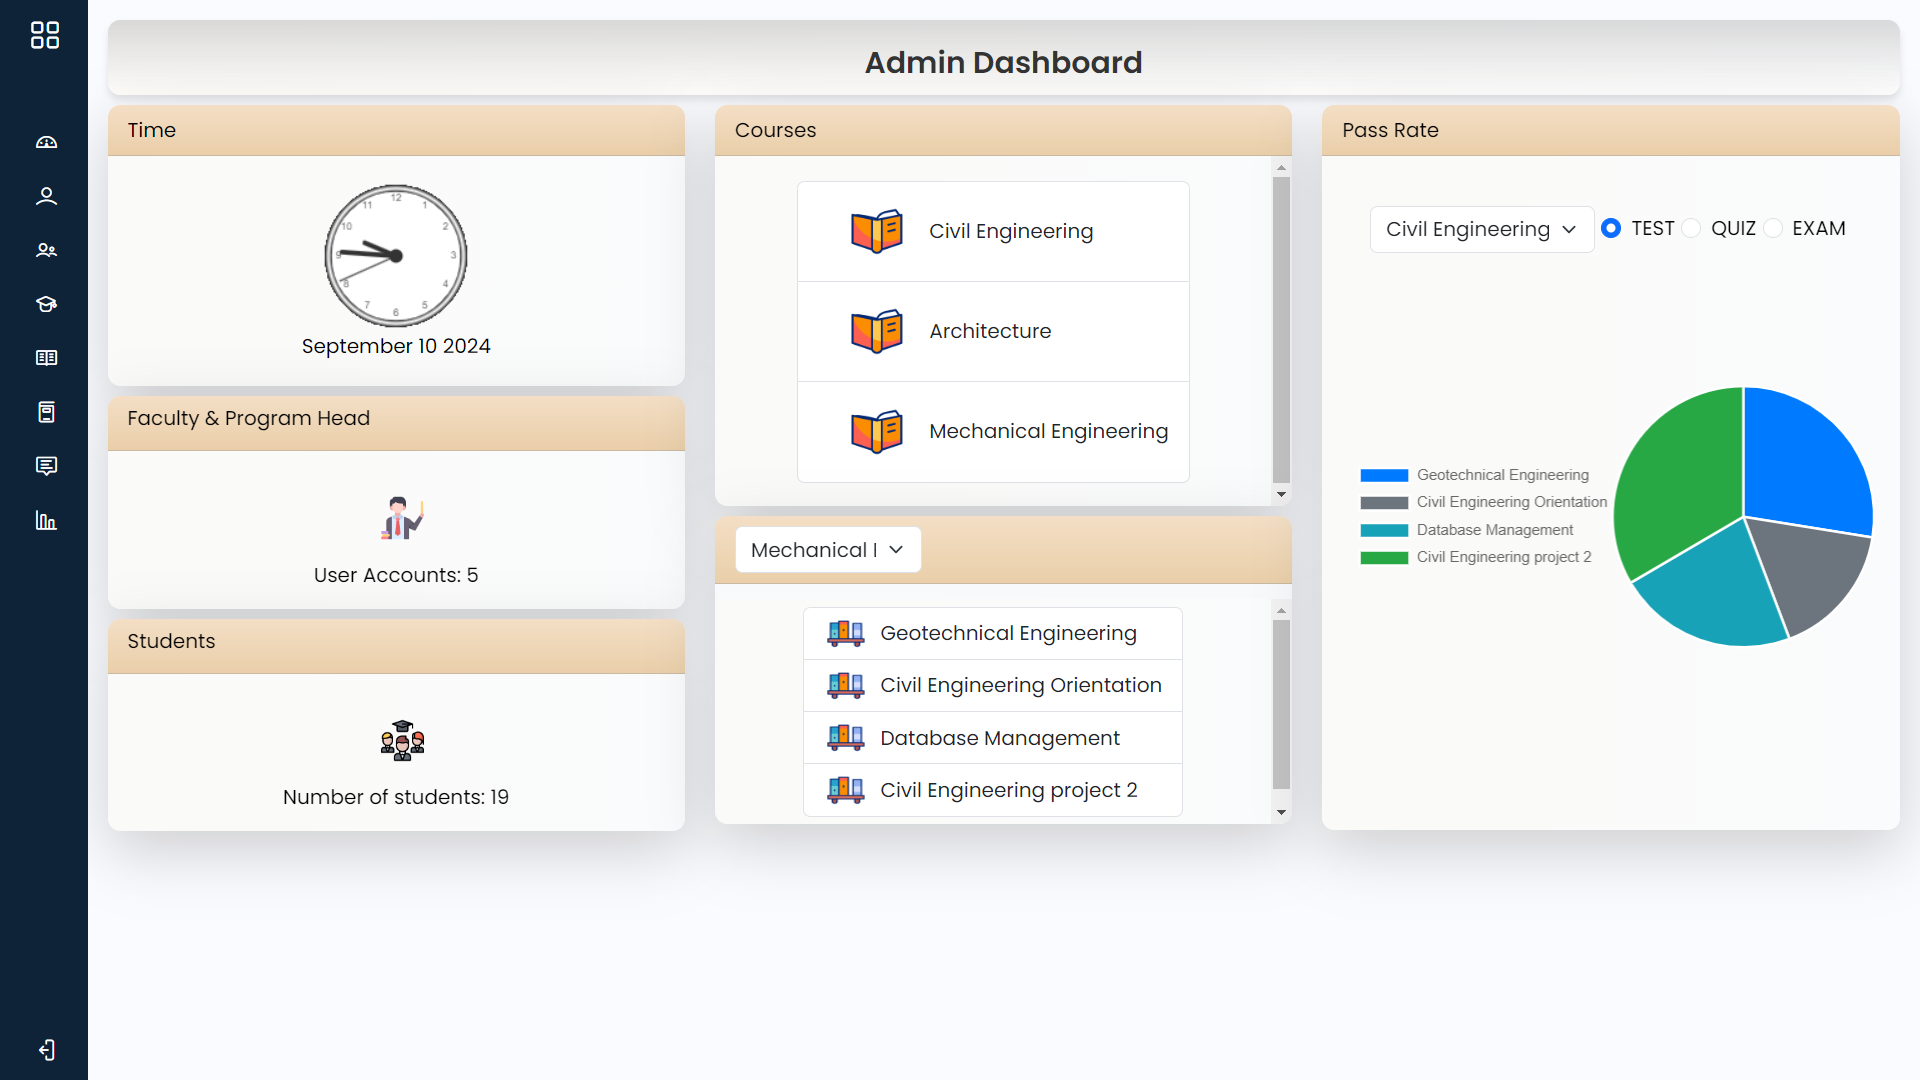 Admin Dashboard
Time
12
11
1
10
2
9
3
8
4
7
5
6
September 10 2024
Faculty & Program Head
User Accounts: 5
Students
Number of students: 19
Courses
Civil Engineering
Architecture
Mechanical Engineering
Mechanical
Geotechnical Engineering
Civil Engineering Orientation
Database Management
Civil Engineering project 2
Pass Rate
Civil Engineering
TEST QUIZ EXAM
Geotechnical Engineering
Civil Engineering Orientation
Database Management
Civil Engineering project 2